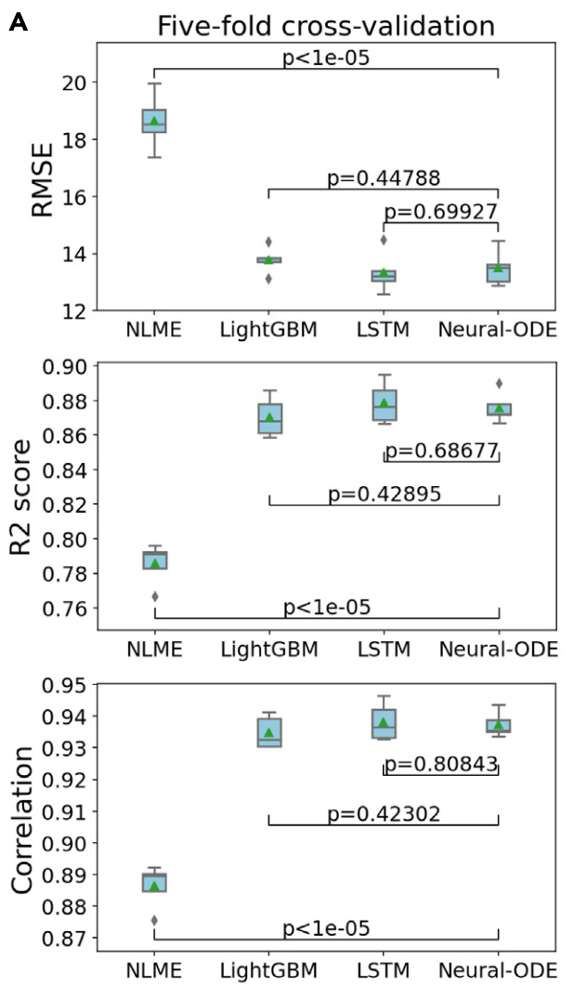 A
Five-fold cross-validation
RMSE
20
18
16
14
12
p<1e-05
p=0.44788
p=0.69927
NLME LightGBM LSTM Neural-ODE
R2 score
0.90
0.88
0.86
0.84
0.82
0.80
0.78
0.76
p=0.68677
p=0.42895
p<1e-05
NLME LightGBM LSTM Neural-ODE
Correlation
0.95
0.94
0.93
0.92
0.91
0.90
0.89
0.88
0.87
p=0.80843
p=0.42302
p<1e-05
NLME LightGBM LSTM Neural-ODE